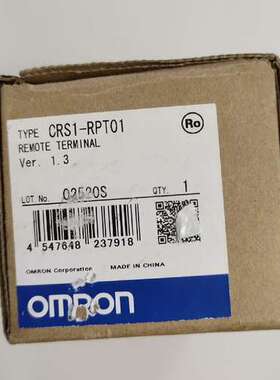 TYPE CRS1-RPT01
Ro
REMOTE TERMINAL
Ver. 1.3
LOT No. 02520S QTY. 1
4 547648 237918
OMRON Corporation MADE IN CHINA
OMRON